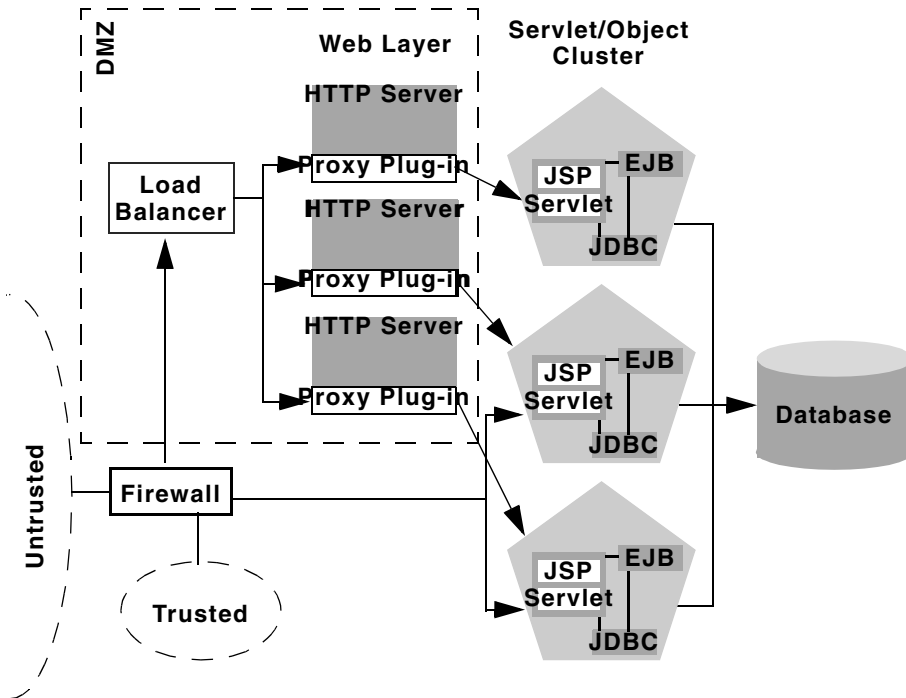 DMZ
Web Layer
Servlet/Object
Cluster
HTTP Server
Proxy Plug-in
HTTP Server
Proxy Plug-in
HTTP Server
Proxy Plug-in
Load
Balancer
EJB
JSP
Servlet
JDBC
EJB
JSP
Servlet
JDBC
EJB
JSP
Servlet
JDBC
Database
Untrusted
Firewall
Trusted